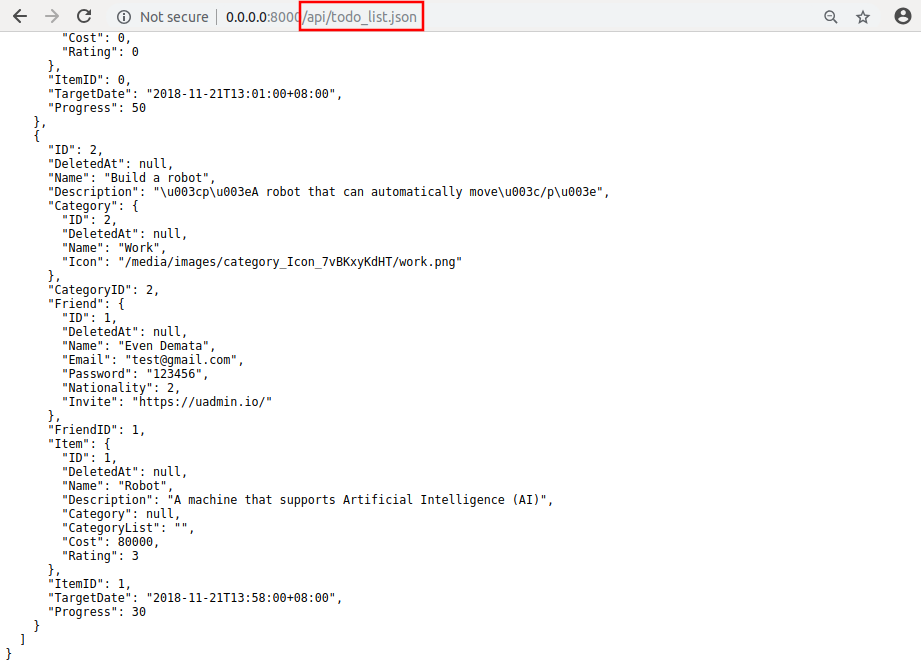 Not secure | 0.0.0.0:8000/api/todo_list.json
        "Cost": 0,
        "Rating": 0
      },
      "ItemID": 0,
      "TargetDate": "2018-11-21T13:01:00+08:00",
      "Progress": 50
    },
    {
      "ID": 2,
      "DeletedAt": null,
      "Name": "Build a robot",
      "Description": "\u003cp\u003eA robot that can automatically move\u003c/p\u003e",
      "Category": {
        "ID": 2,
        "DeletedAt": null,
        "Name": "Work",
        "Icon": "/media/images/category_Icon_7vBKxyKdHT/work.png"
      },
      "CategoryID": 2,
      "Friend": {
        "ID": 1,
        "DeletedAt": null,
        "Name": "Even Demata",
        "Email": "test@gmail.com",
        "Password": "123456",
        "Nationality": 2,
        "Invite": "https://uadmin.io/"
      },
      "FriendID": 1,
      "Item": {
        "ID": 1,
        "DeletedAt": null,
        "Name": "Robot",
        "Description": "A machine that supports Artificial Intelligence (AI)",
        "Category": null,
        "CategoryList": "",
        "Cost": 80000,
        "Rating": 3
      },
      "ItemID": 1,
      "TargetDate": "2018-11-21T13:58:00+08:00",
      "Progress": 30
    }
  ]
}